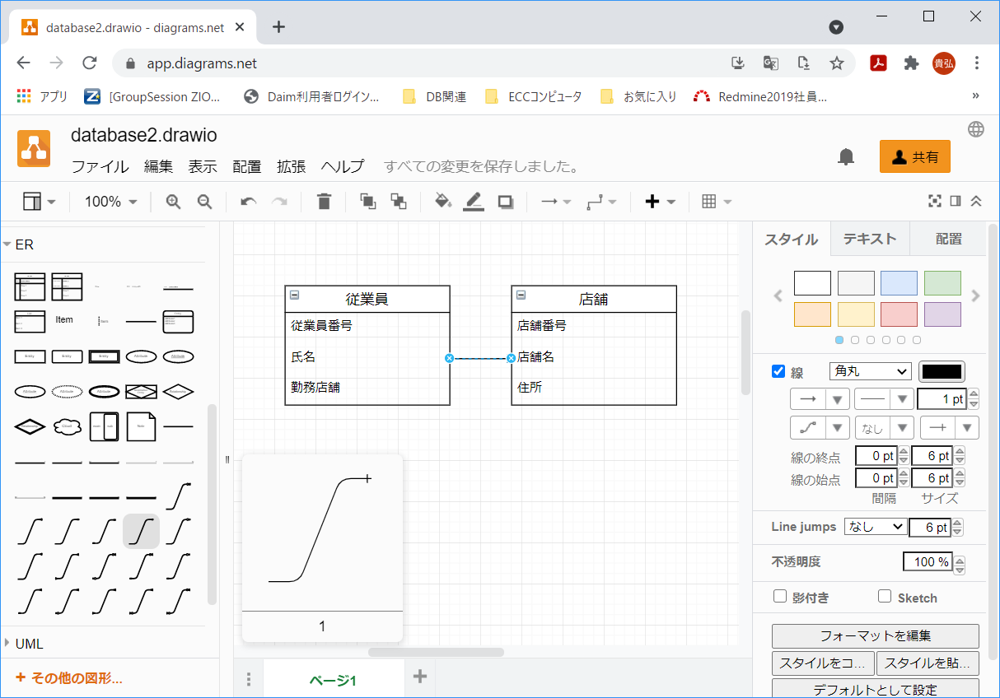 database2.drawio - diagrams.net
app.diagrams.net
貴弘
アプリ
[GroupSession ZIO...
Daim利用者ログイン...
DB関連
ECCコンピュータ
お気に入り
Redmine2019社員...
»
database2.drawio
ファイル 編集 表示 配置 拡張 ヘルプ すべての変更を保存しました。
共有
100%
ER
Item
UML
+ その他の図形...
従業員
従業員番号
氏名
勤務店舗
店舗
店舗番号
店舗名
住所
1
ページ1
スタイル テキスト 配置
線 角丸
1 pt
なし
線の終点 0 pt 6 pt
線の始点 0 pt 6 pt
間隔 サイズ
Line jumps なし 6 pt
不透明度 100 %
影付き Sketch
フォーマットを編集
スタイルをコ... スタイルを貼...
デフォルトとして設定